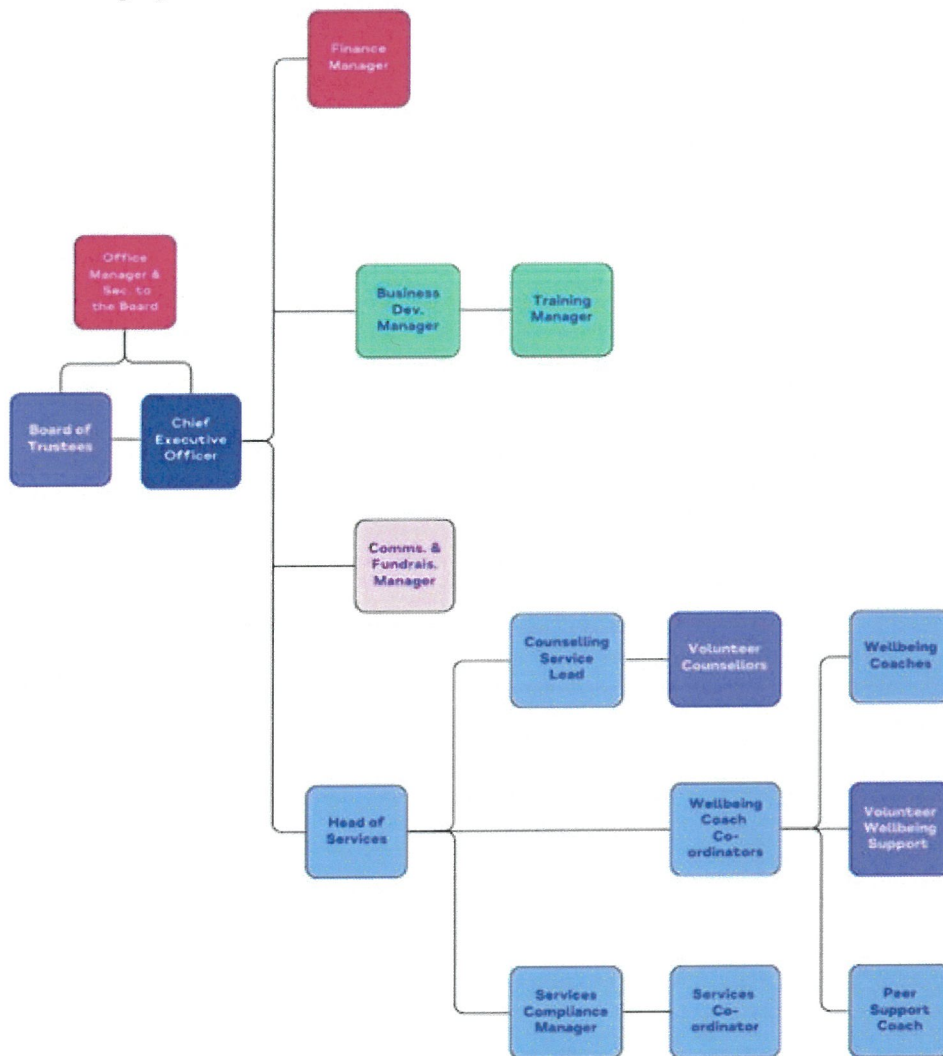 Finance
Manager
Office
Manager &
Sec. to
the Board
Business
Dev.
Manager
Training
Manager
Board of
Trustees
Chief
Executive
Officer
Comms. &
Fundrais.
Manager
Counselling
Service
Lead
Volunteer
Counsellors
Wellbeing
Coaches
Head of
Services
Wellbeing
Coach
Co-
ordinators
Volunteer
Wellbeing
Support
Services
Compliance
Manager
Services
Co-
ordinator
Peer
Support
Coach